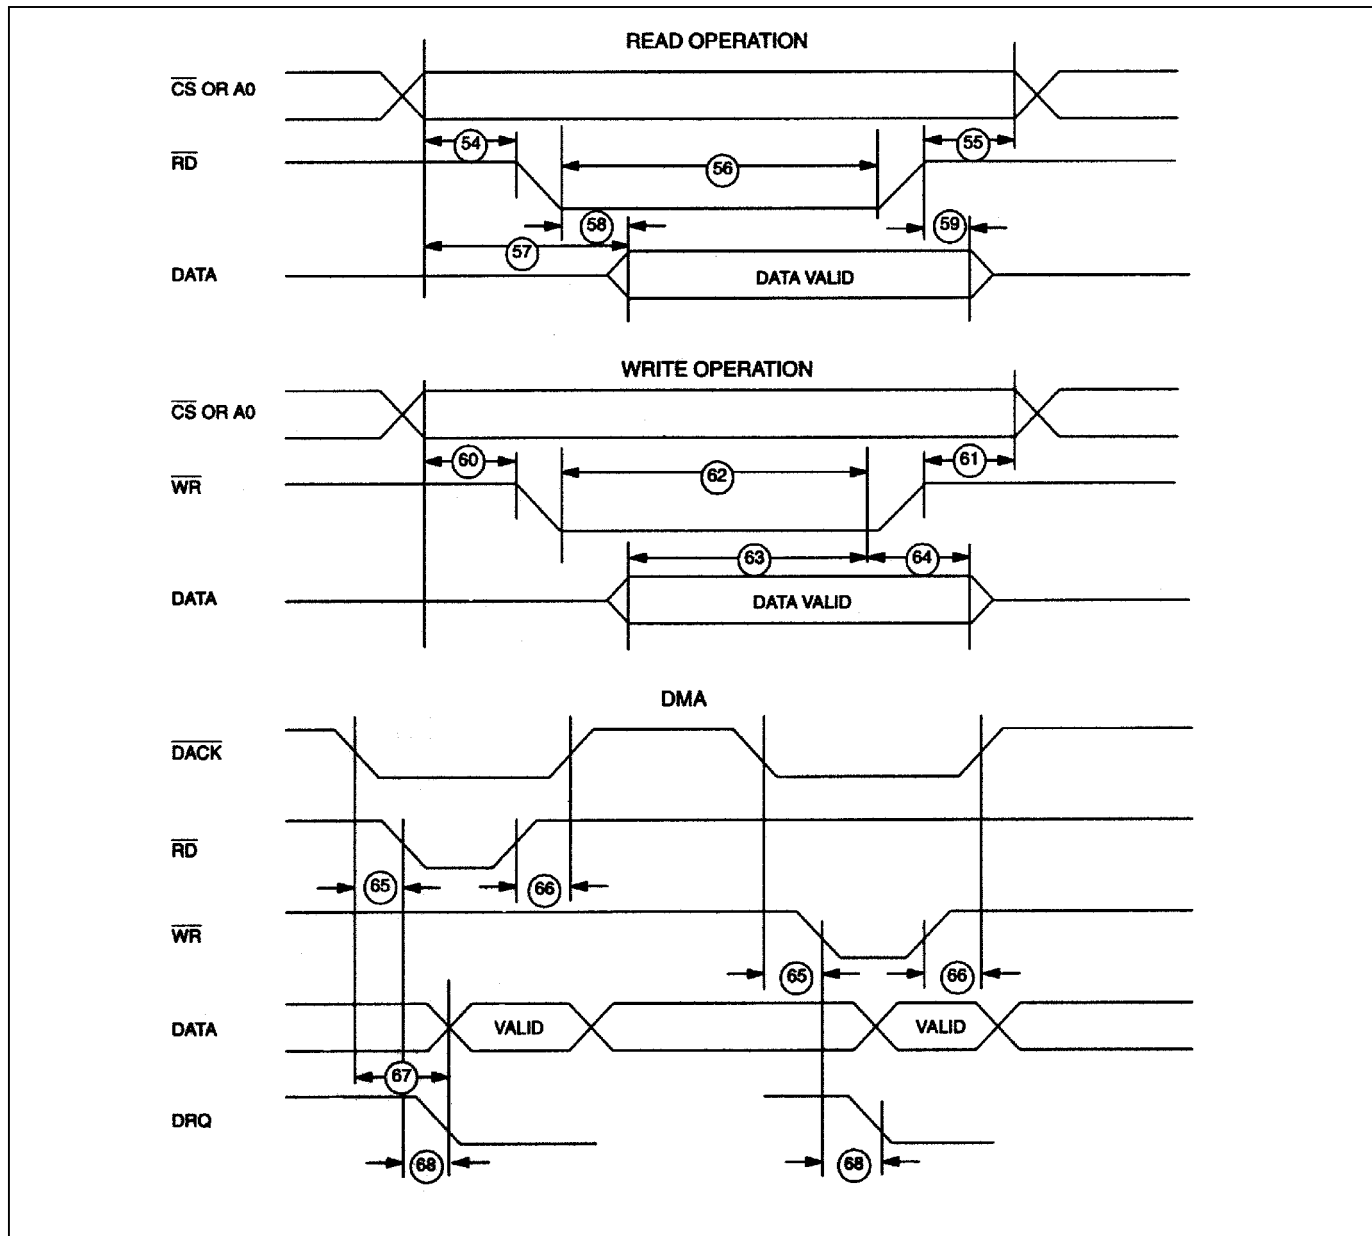 READ OPERATION
CS OR A0
54
55
RD
56
58
59
57
DATA
DATA VALID
WRITE OPERATION
CS OR A0
60
61
62
WR
63
64
DATA
DATA VALID
DMA
DACK
RD
65
66
WR
65
66
DATA
VALID
VALID
67
DRQ
68
68